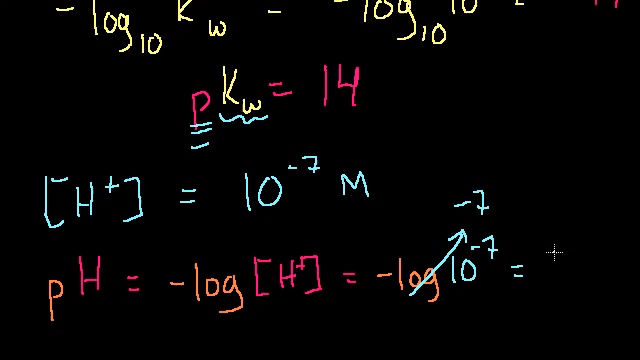 -log₁₀ Kw = -log₁₀ 10 =
pKw = 14
[H⁺] = 10⁻⁷ M
-7
pH = -log [H⁺] = -log 10⁻⁷ =